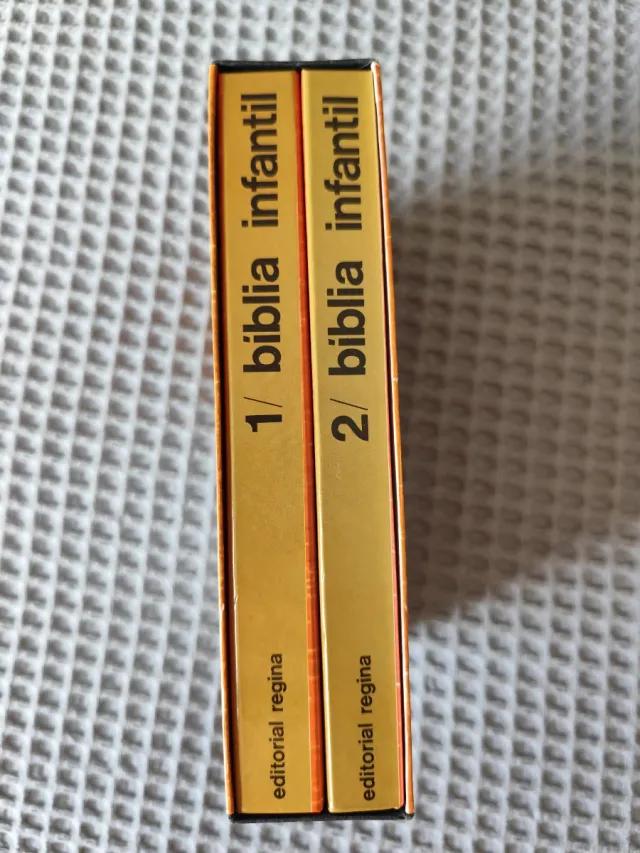 1/ biblia infantil
editorial regina
2/ biblia infantil
editorial regina